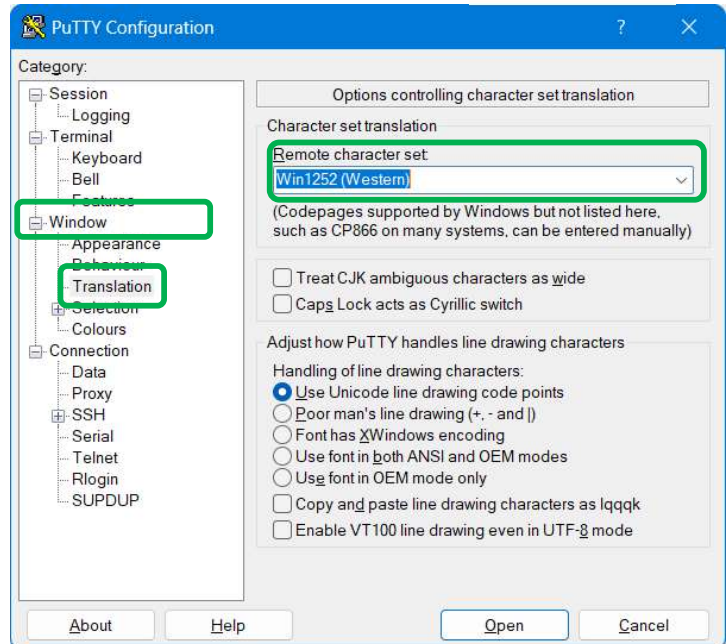 PuTTY Configuration
?
Category:
Session
Logging
Terminal
Keyboard
Bell
Features
Window
Appearance
Behaviour
Translation
Selection
Colours
Connection
Data
Proxy
SSH
Serial
Telnet
Rlogin
SUPDUP
Options controlling character set translation
Character set translation
Remote character set:
Win1252 (Western)
(Codepages supported by Windows but not listed here,
such as CP866 on many systems, can be entered manually)
Treat CJK ambiguous characters as wide
Caps Lock acts as Cyrillic switch
Adjust how PuTTY handles line drawing characters
Handling of line drawing characters:
Use Unicode line drawing code points
Poor man's line drawing (+, - and |)
Font has XWindows encoding
Use font in both ANSI and OEM modes
Use font in OEM mode only
Copy and paste line drawing characters as lqqqk
Enable VT100 line drawing even in UTF-8 mode
About
Help
Open
Cancel